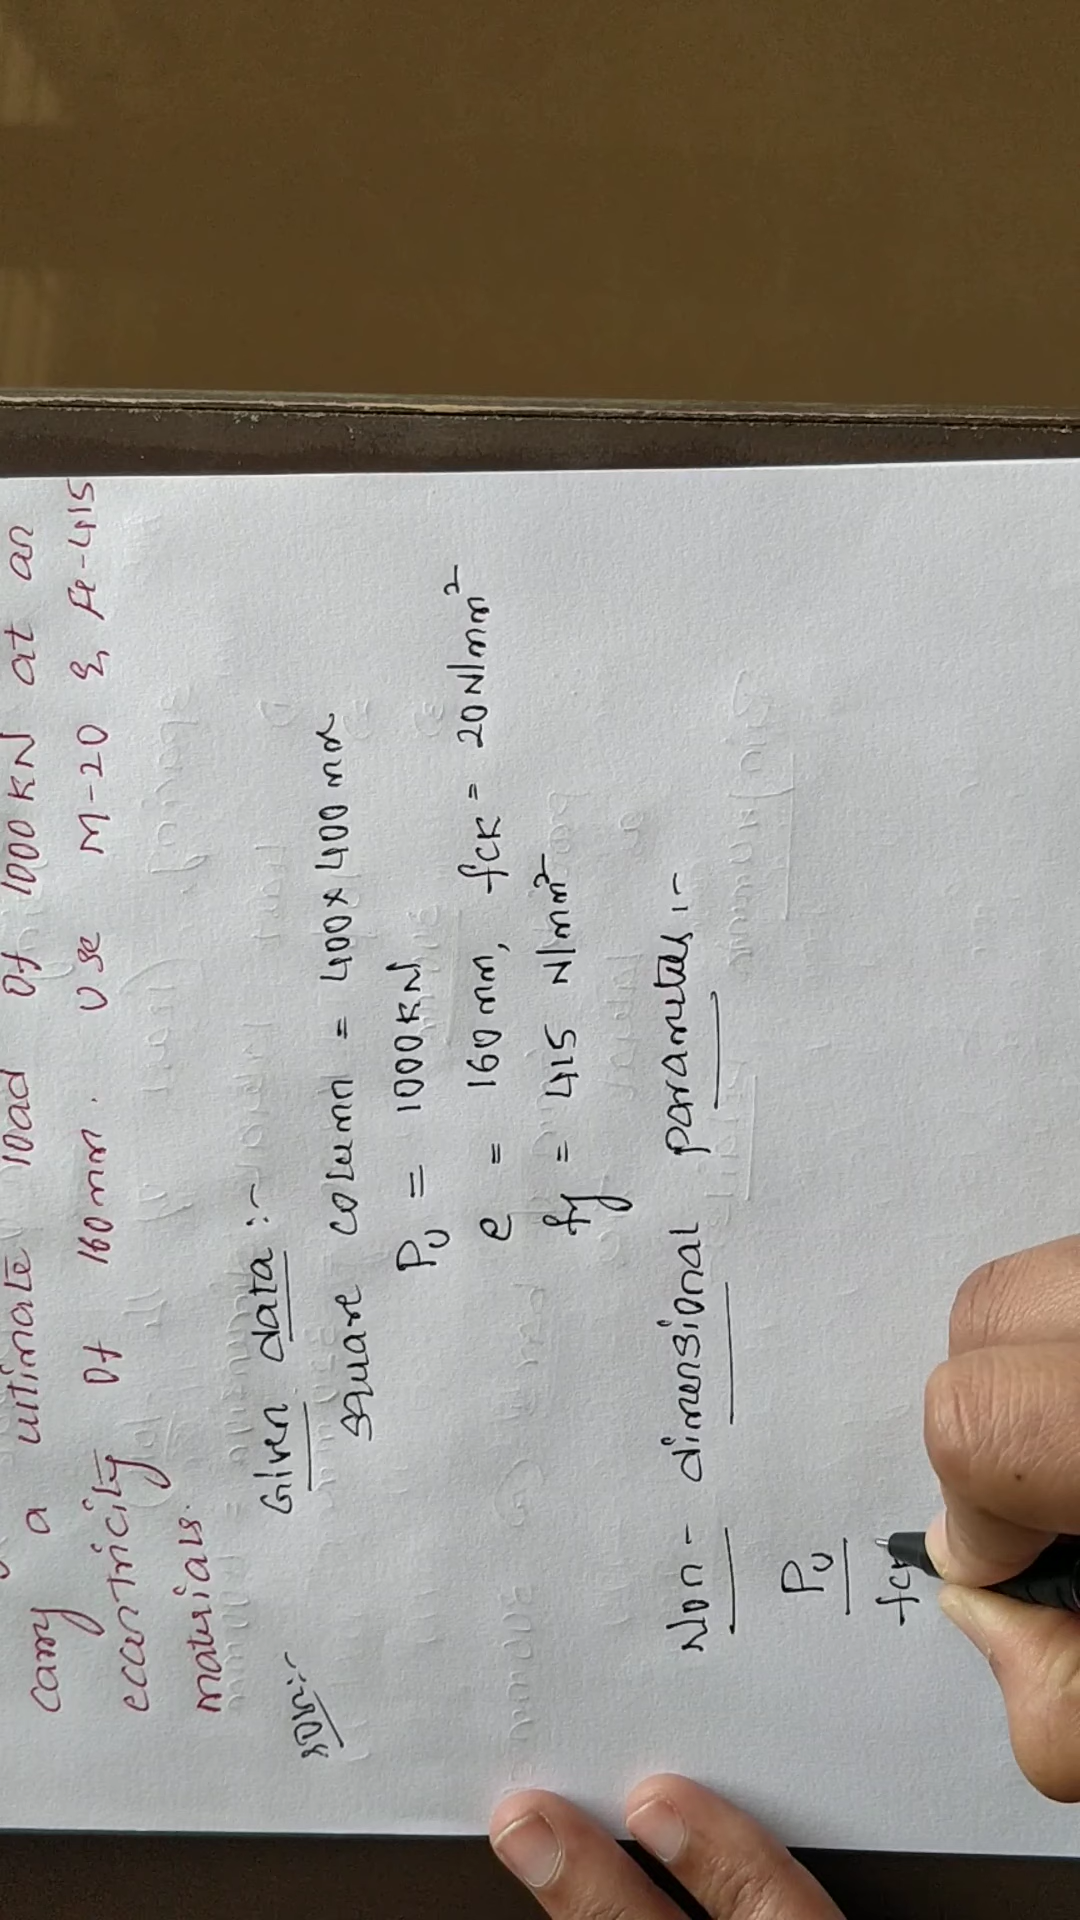 carry a ultimate load of 1000 KN at an
eccentricity of 160 mm. Use M-20 & Fe-415
materials.
Soln:- Given data :-
Square column = 400 x 400 mm
PU = 1000 KN
e = 160 mm, fck = 20 N/mm²
fy = 415 N/mm²
Non - dimensional parameters :-
PU
fck